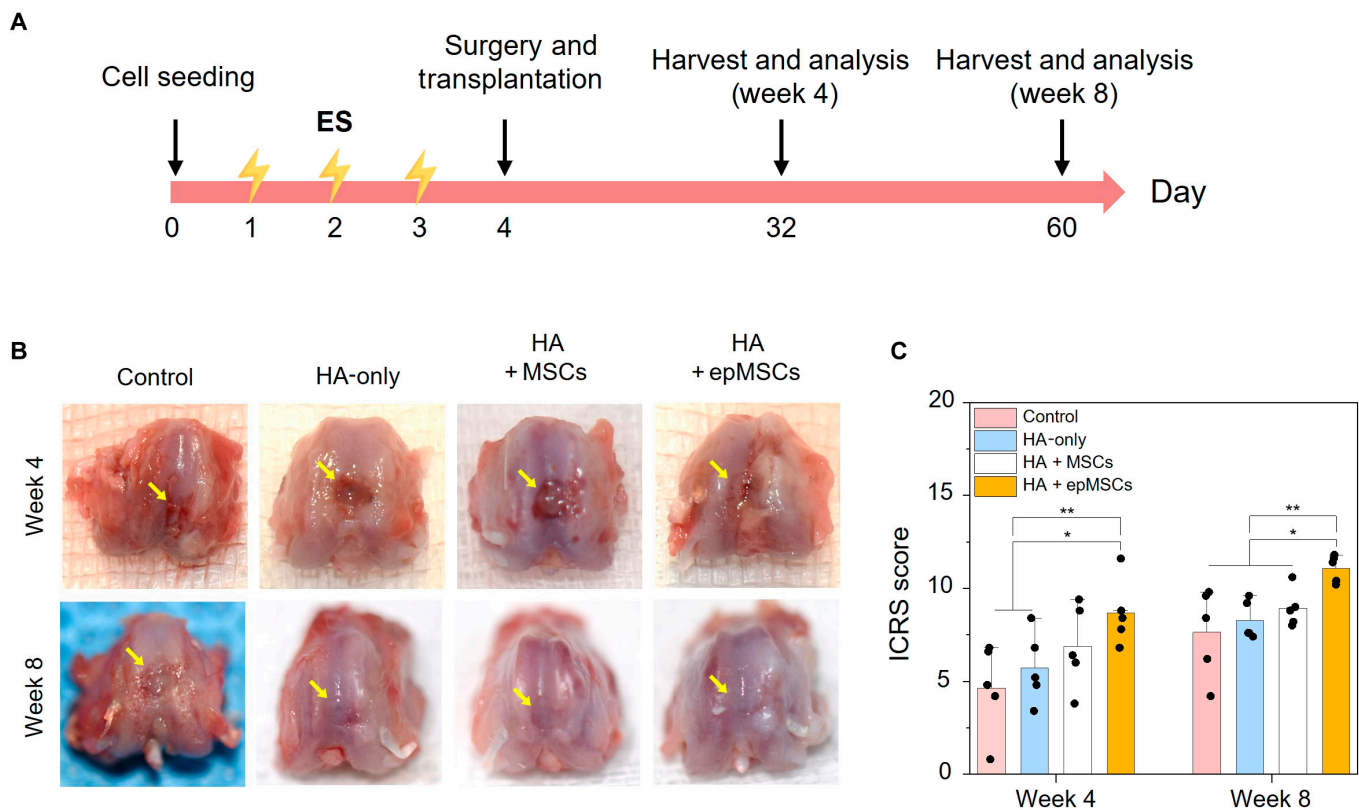 A
Cell seeding
ES
Surgery and
transplantation
Harvest and analysis
(week 4)
Harvest and analysis
(week 8)
0
1
2
3
4
32
60
Day
B
Control
HA-only
HA
+ MSCs
HA
+ epMSCs
Week 4
Week 8
C
ICRS score
20
15
10
5
0
Control
HA-only
HA + MSCs
HA + epMSCs
**
*
**
*
Week 4
Week 8